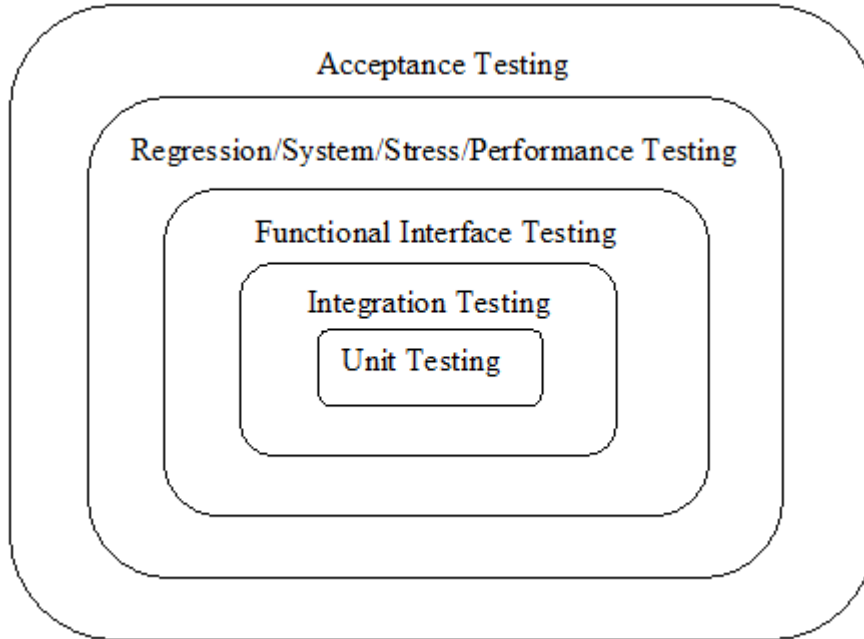 Acceptance Testing
Regression/System/Stress/Performance Testing
Functional Interface Testing
Integration Testing
Unit Testing